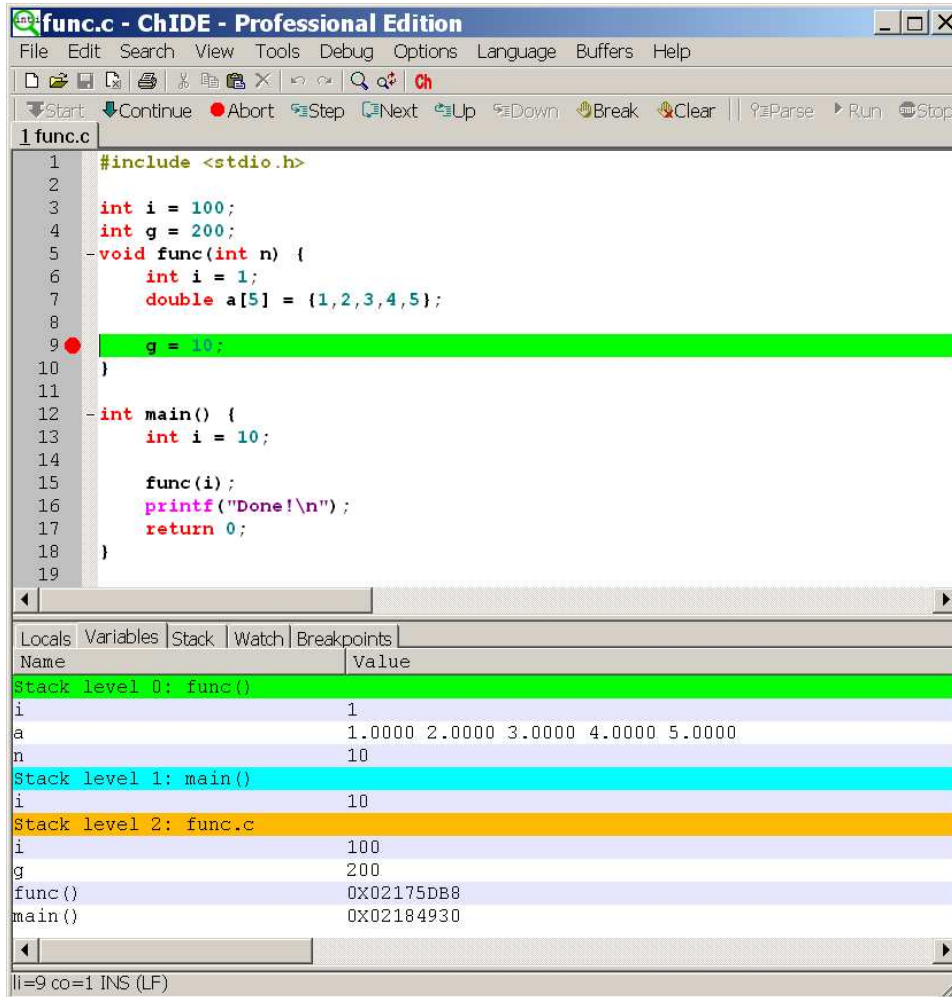 func.c - ChIDE - Professional Edition
File Edit Search View Tools Debug Options Language Buffers Help
Ch
Start Continue Abort Step Next Up Down Break Clear Parse Run Stop
1 func.c
1 #include <stdio.h>
2
3 int i = 100;
4 int g = 200;
5 -void func(int n) {
6 int i = 1;
7 double a[5] = {1,2,3,4,5};
8
9 g = 10;
10 }
11
12 -int main() {
13 int i = 10;
14
15 func(i);
16 printf("Done!\n");
17 return 0;
18 }
19
Locals Variables Stack Watch Breakpoints
Name Value
Stack level 0: func()
i 1
a 1.0000 2.0000 3.0000 4.0000 5.0000
n 10
Stack level 1: main()
i 10
Stack level 2: func.c
i 100
g 200
func() 0X02175DB8
main() 0X02184930
li=9 co=1 INS (LF)